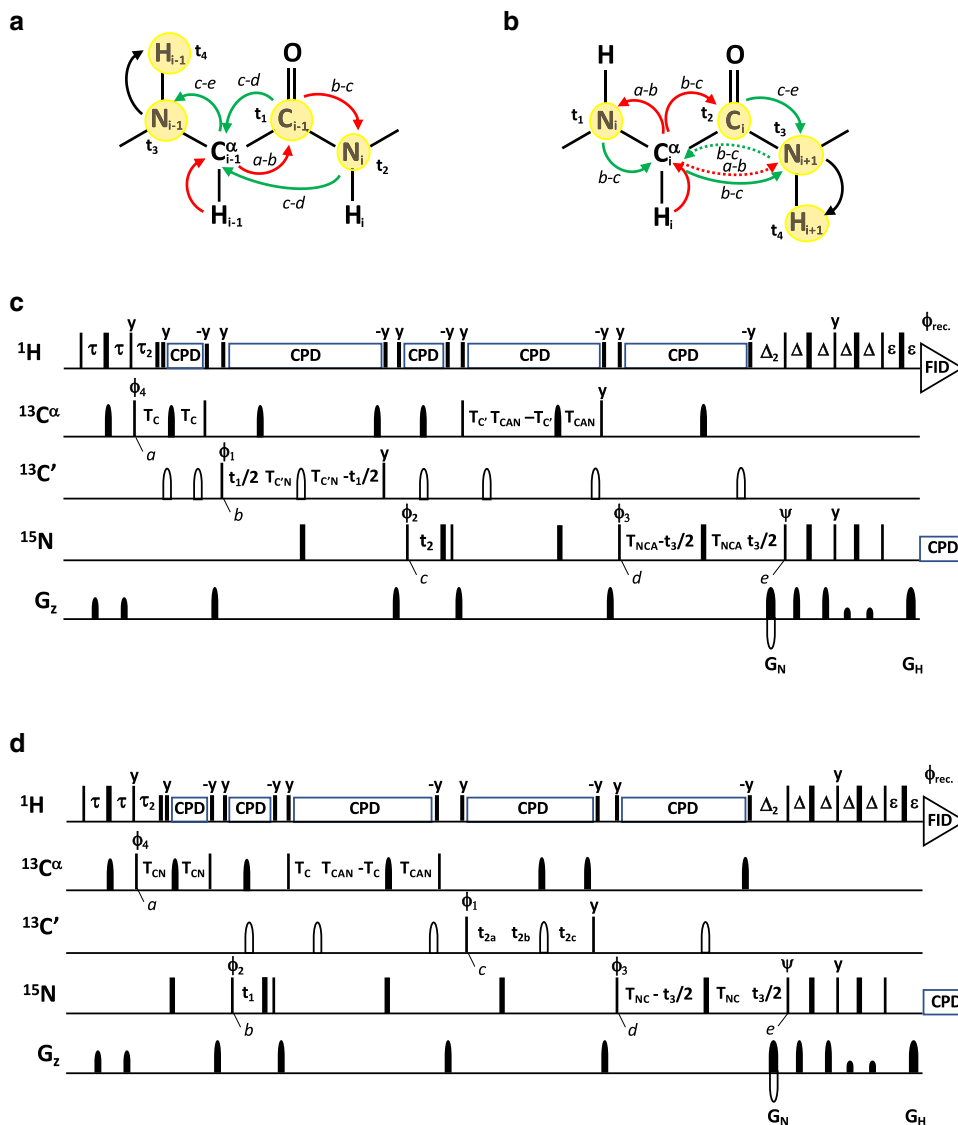 a
H i-1 t4
c-e
c-d
O
b-c
t1
N i-1
C i-1
t3
C α i-1
a-b
N i
t2
c-d
H i-1
H i
b
H
O
a-b
b-c
c-e
t1
N i
t2
C i
t3
C α i
b-c
a-b
N i+1
b-c
b-c
H i
t4
H i+1
c
1H
τ τ y τ2 y CPD -y y CPD -y y CPD -y y CPD -y y CPD -y Δ2 Δ Δ y Δ Δ ε ε ϕrec.
FID
13Cα
ϕ4 TC TC TC' TCAN –TC' TCAN y
a
13C'
ϕ1 t1/2 TC'N TC'N -t1/2 y
b
15N
ϕ2 t2 ϕ3 TNCA-t3/2 TNCA t3/2 ψ y CPD
c d e
Gz
GN GH
d
1H
τ τ y τ2 y CPD -y y CPD -y y CPD -y y CPD -y y CPD -y Δ2 Δ Δ y Δ Δ ε ε ϕrec.
FID
13Cα
ϕ4 TCN TCN TC TCAN -TC TCAN
a
13C'
ϕ1 t2a t2b t2c y
c
15N
ϕ2 t1 ϕ3 TNC - t3/2 TNC t3/2 ψ y CPD
b d e
Gz
GN GH